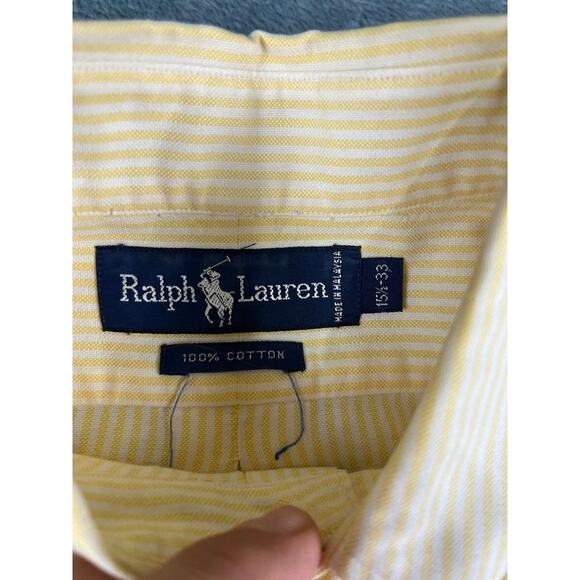 Ralph Lauren
MADE IN MALAYSIA
15½-33
100% COTTON